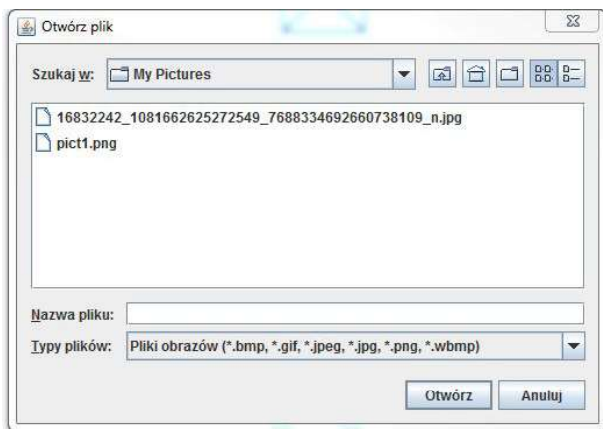 Otwórz plik
Szukaj w: My Pictures
16832242_1081662625272549_7688334692660738109_n.jpg
pict1.png
Nazwa pliku:
Typy plików: Pliki obrazów (*.bmp, *.gif, *.jpeg, *.jpg, *.png, *.wbmp)
Otwórz Anuluj